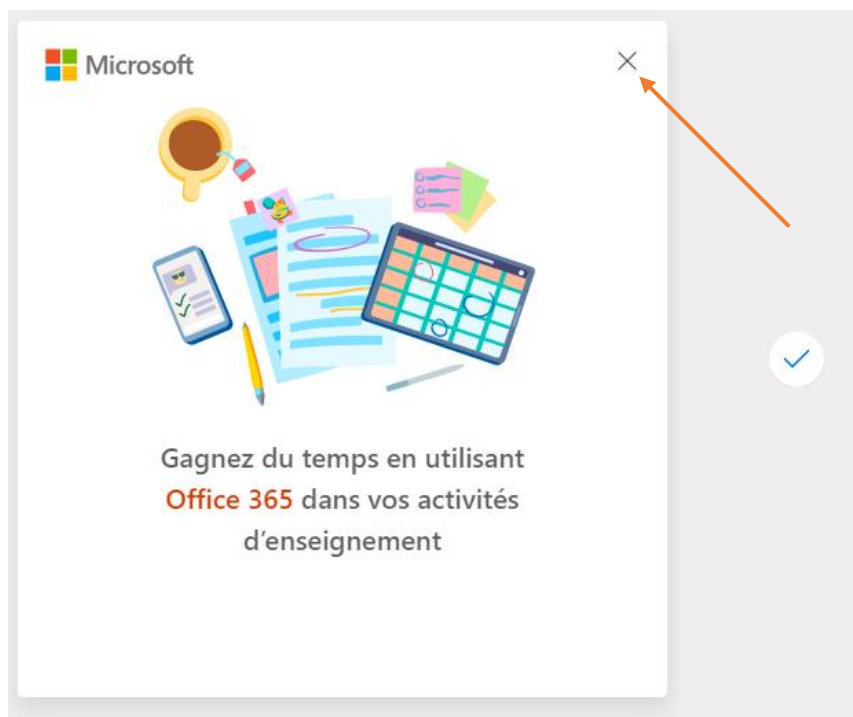 Microsoft
Gagnez du temps en utilisant
Office 365 dans vos activités
d’enseignement